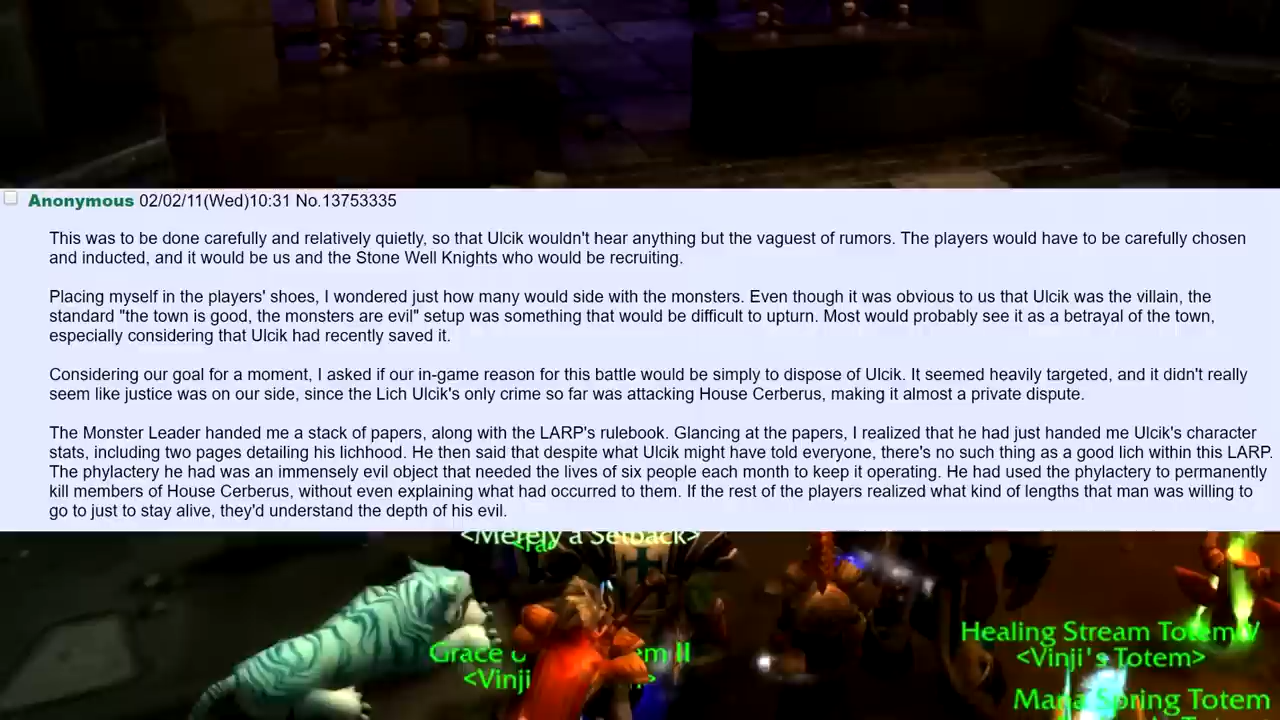 Anonymous 02/02/11(Wed)10:31 No.13753335
This was to be done carefully and relatively quietly, so that Ulcik wouldn't hear anything but the vaguest of rumors. The players would have to be carefully chosen
and inducted, and it would be us and the Stone Well Knights who would be recruiting.
Placing myself in the players' shoes, I wondered just how many would side with the monsters. Even though it was obvious to us that Ulcik was the villain, the
standard "the town is good, the monsters are evil" setup was something that would be difficult to upturn. Most would probably see it as a betrayal of the town,
especially considering that Ulcik had recently saved it.
Considering our goal for a moment, I asked if our in-game reason for this battle would be simply to dispose of Ulcik. It seemed heavily targeted, and it didn't really
seem like justice was on our side, since the Lich Ulcik's only crime so far was attacking House Cerberus, making it almost a private dispute.
The Monster Leader handed me a stack of papers, along with the LARP's rulebook. Glancing at the papers, I realized that he had just handed me Ulcik's character
stats, including two pages detailing his lichhood. He then said that despite what Ulcik might have told everyone, there's no such thing as a good lich within this LARP.
The phylactery he had was an immensely evil object that needed the lives of six people each month to keep it operating. He had used the phylactery to permanently
kill members of House Cerberus, without even explaining what had occurred to them. If the rest of the players realized what kind of lengths that man was willing to
go to just to stay alive, they'd understand the depth of his evil.
<Merely a Setback>
Healing Stream Totem V
<Vinji's Totem>
Grace II
<Vinji
Mana Spring Totem